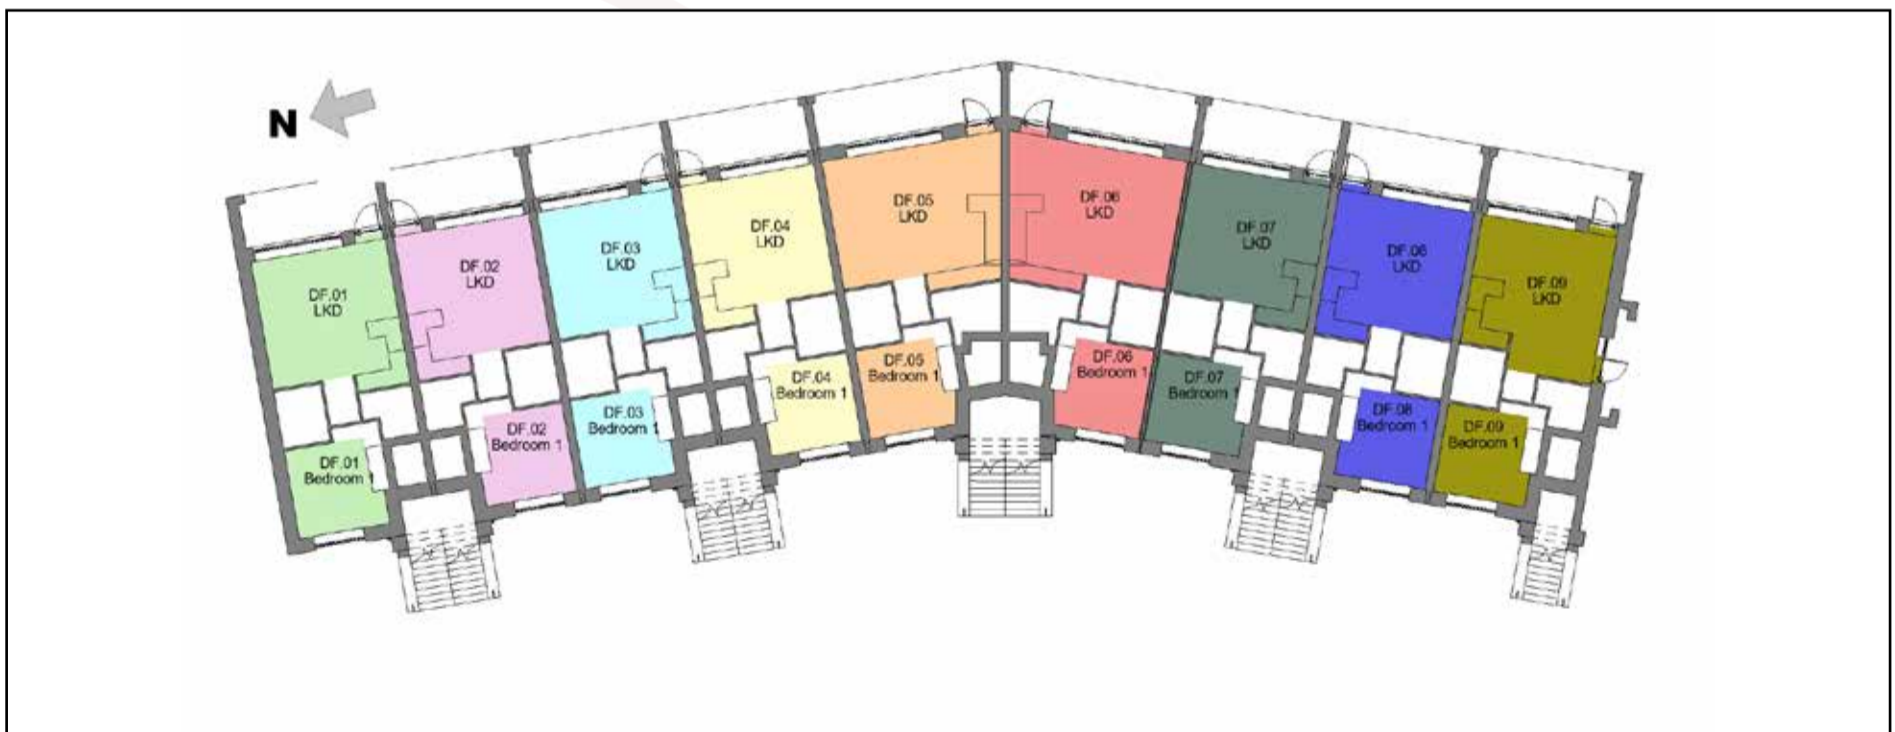 N
DF.01
LKD
DF.02
LKD
DF.03
LKD
DF.04
LKD
DF.05
LKD
DF.06
LKD
DF.07
LKD
DF.08
LKD
DF.09
LKD
DF.01
Bedroom 1
DF.02
Bedroom 1
DF.03
Bedroom 1
DF.04
Bedroom 1
DF.05
Bedroom 1
DF.06
Bedroom 1
DF.07
Bedroom 1
DF.08
Bedroom 1
DF.09
Bedroom 1